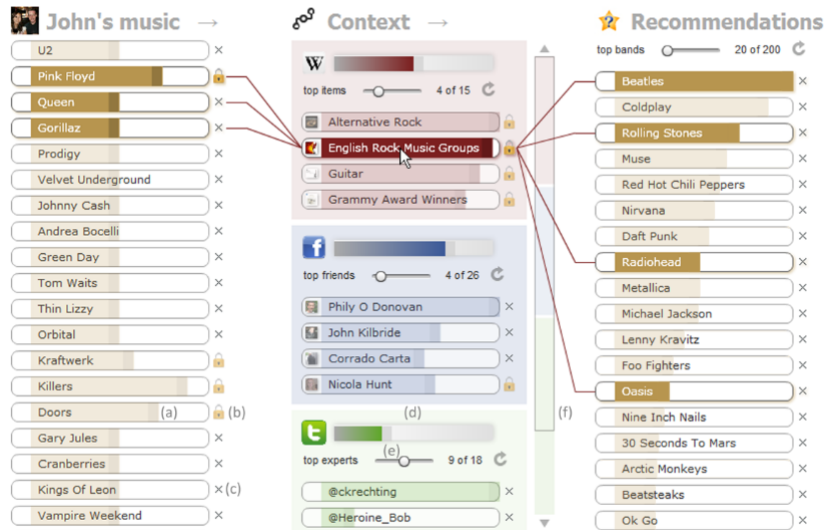 John's music →
U2 ×
Pink Floyd
Queen ×
Gorillaz ×
Prodigy ×
Velvet Underground ×
Johnny Cash ×
Andrea Bocelli ×
Green Day ×
Tom Waits ×
Thin Lizzy ×
Orbital ×
Kraftwerk
Killers
Doors (a) (b)
Gary Jules ×
Cranberries ×
Kings Of Leon × (c)
Vampire Weekend ×
Context →
W
top items 4 of 15
Alternative Rock
English Rock Music Groups
Guitar
Grammy Award Winners
f
top friends 4 of 26
Phily O Donovan ×
John Kilbride ×
Corrado Carta ×
Nicola Hunt
(d)
(f)
t
(e)
top experts 9 of 18
@ckrechting ×
@Heroine_Bob ×
? Recommendations
top bands 20 of 200
Beatles ×
Coldplay ×
Rolling Stones ×
Muse ×
Red Hot Chili Peppers ×
Nirvana ×
Daft Punk ×
Radiohead ×
Metallica ×
Michael Jackson ×
Lenny Kravitz ×
Foo Fighters ×
Oasis ×
Nine Inch Nails ×
30 Seconds To Mars ×
Arctic Monkeys ×
Beatsteaks ×
Ok Go ×